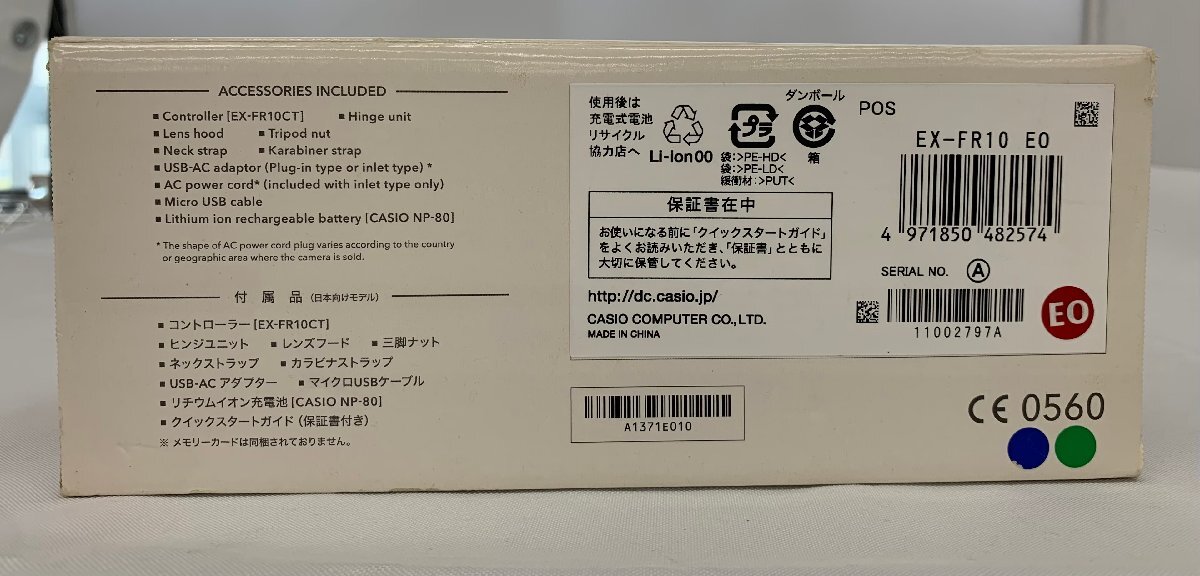 ACCESSORIES INCLUDED
■ Controller [EX-FR10CT] ■ Hinge unit
■ Lens hood ■ Tripod nut
■ Neck strap ■ Karabiner strap
■ USB-AC adaptor (Plug-in type or inlet type) *
■ AC power cord* (included with inlet type only)
■ Micro USB cable
■ Lithium ion rechargeable battery [CASIO NP-80]
* The shape of AC power cord plug varies according to the country
or geographic area where the camera is sold.
付属品（日本向けモデル）
■ コントローラー [EX-FR10CT]
■ ヒンジユニット ■ レンズフード ■ 三脚ナット
■ ネックストラップ ■ カラビナストラップ
■ USB-AC アダプター ■ マイクロUSBケーブル
■ リチウムイオン充電池 [CASIO NP-80]
■ クイックスタートガイド（保証書付き）
※ メモリーカードは同梱されておりません。
使用後は
充電式電池
リサイクル
協力店へ
Li-Ion00
プラ
袋:>PE-HD<
袋:>PE-LD<
緩衝材:>PUT<
ダンボール
箱
保証書在中
お使いになる前に「クイックスタートガイド」
をよくお読みいただき、「保証書」とともに
大切に保管してください。
http://dc.casio.jp/
CASIO COMPUTER CO., LTD.
MADE IN CHINA
POS
EX-FR10 EO
4 971850 482574
SERIAL NO. A
11002797A
EO
A1371E010
CE 0560